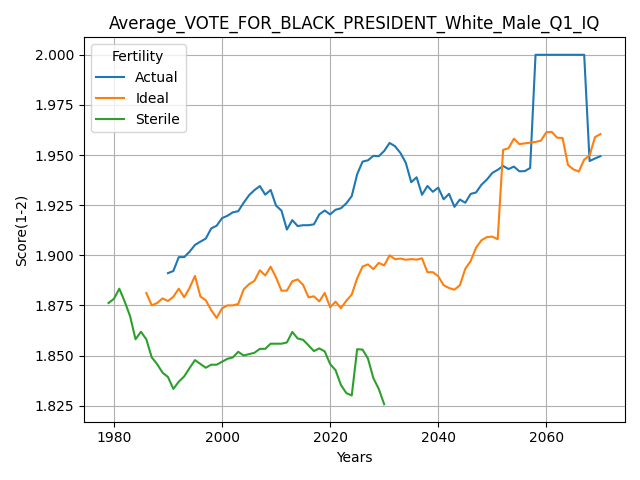 Average_VOTE_FOR_BLACK_PRESIDENT_White_Male_Q1_IQ
Fertility
Actual
Ideal
Sterile
Score(1-2)
2.000
1.975
1.950
1.925
1.900
1.875
1.850
1.825
1980
2000
2020
2040
2060
Years